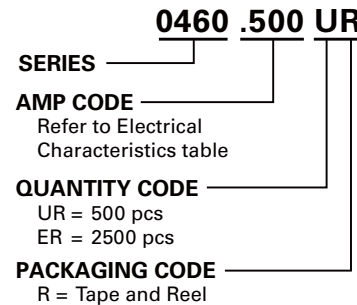 0460 .500 UR
SERIES
AMP CODE
Refer to Electrical
Characteristics table
QUANTITY CODE
UR = 500 pcs
ER = 2500 pcs
PACKAGING CODE
R = Tape and Reel